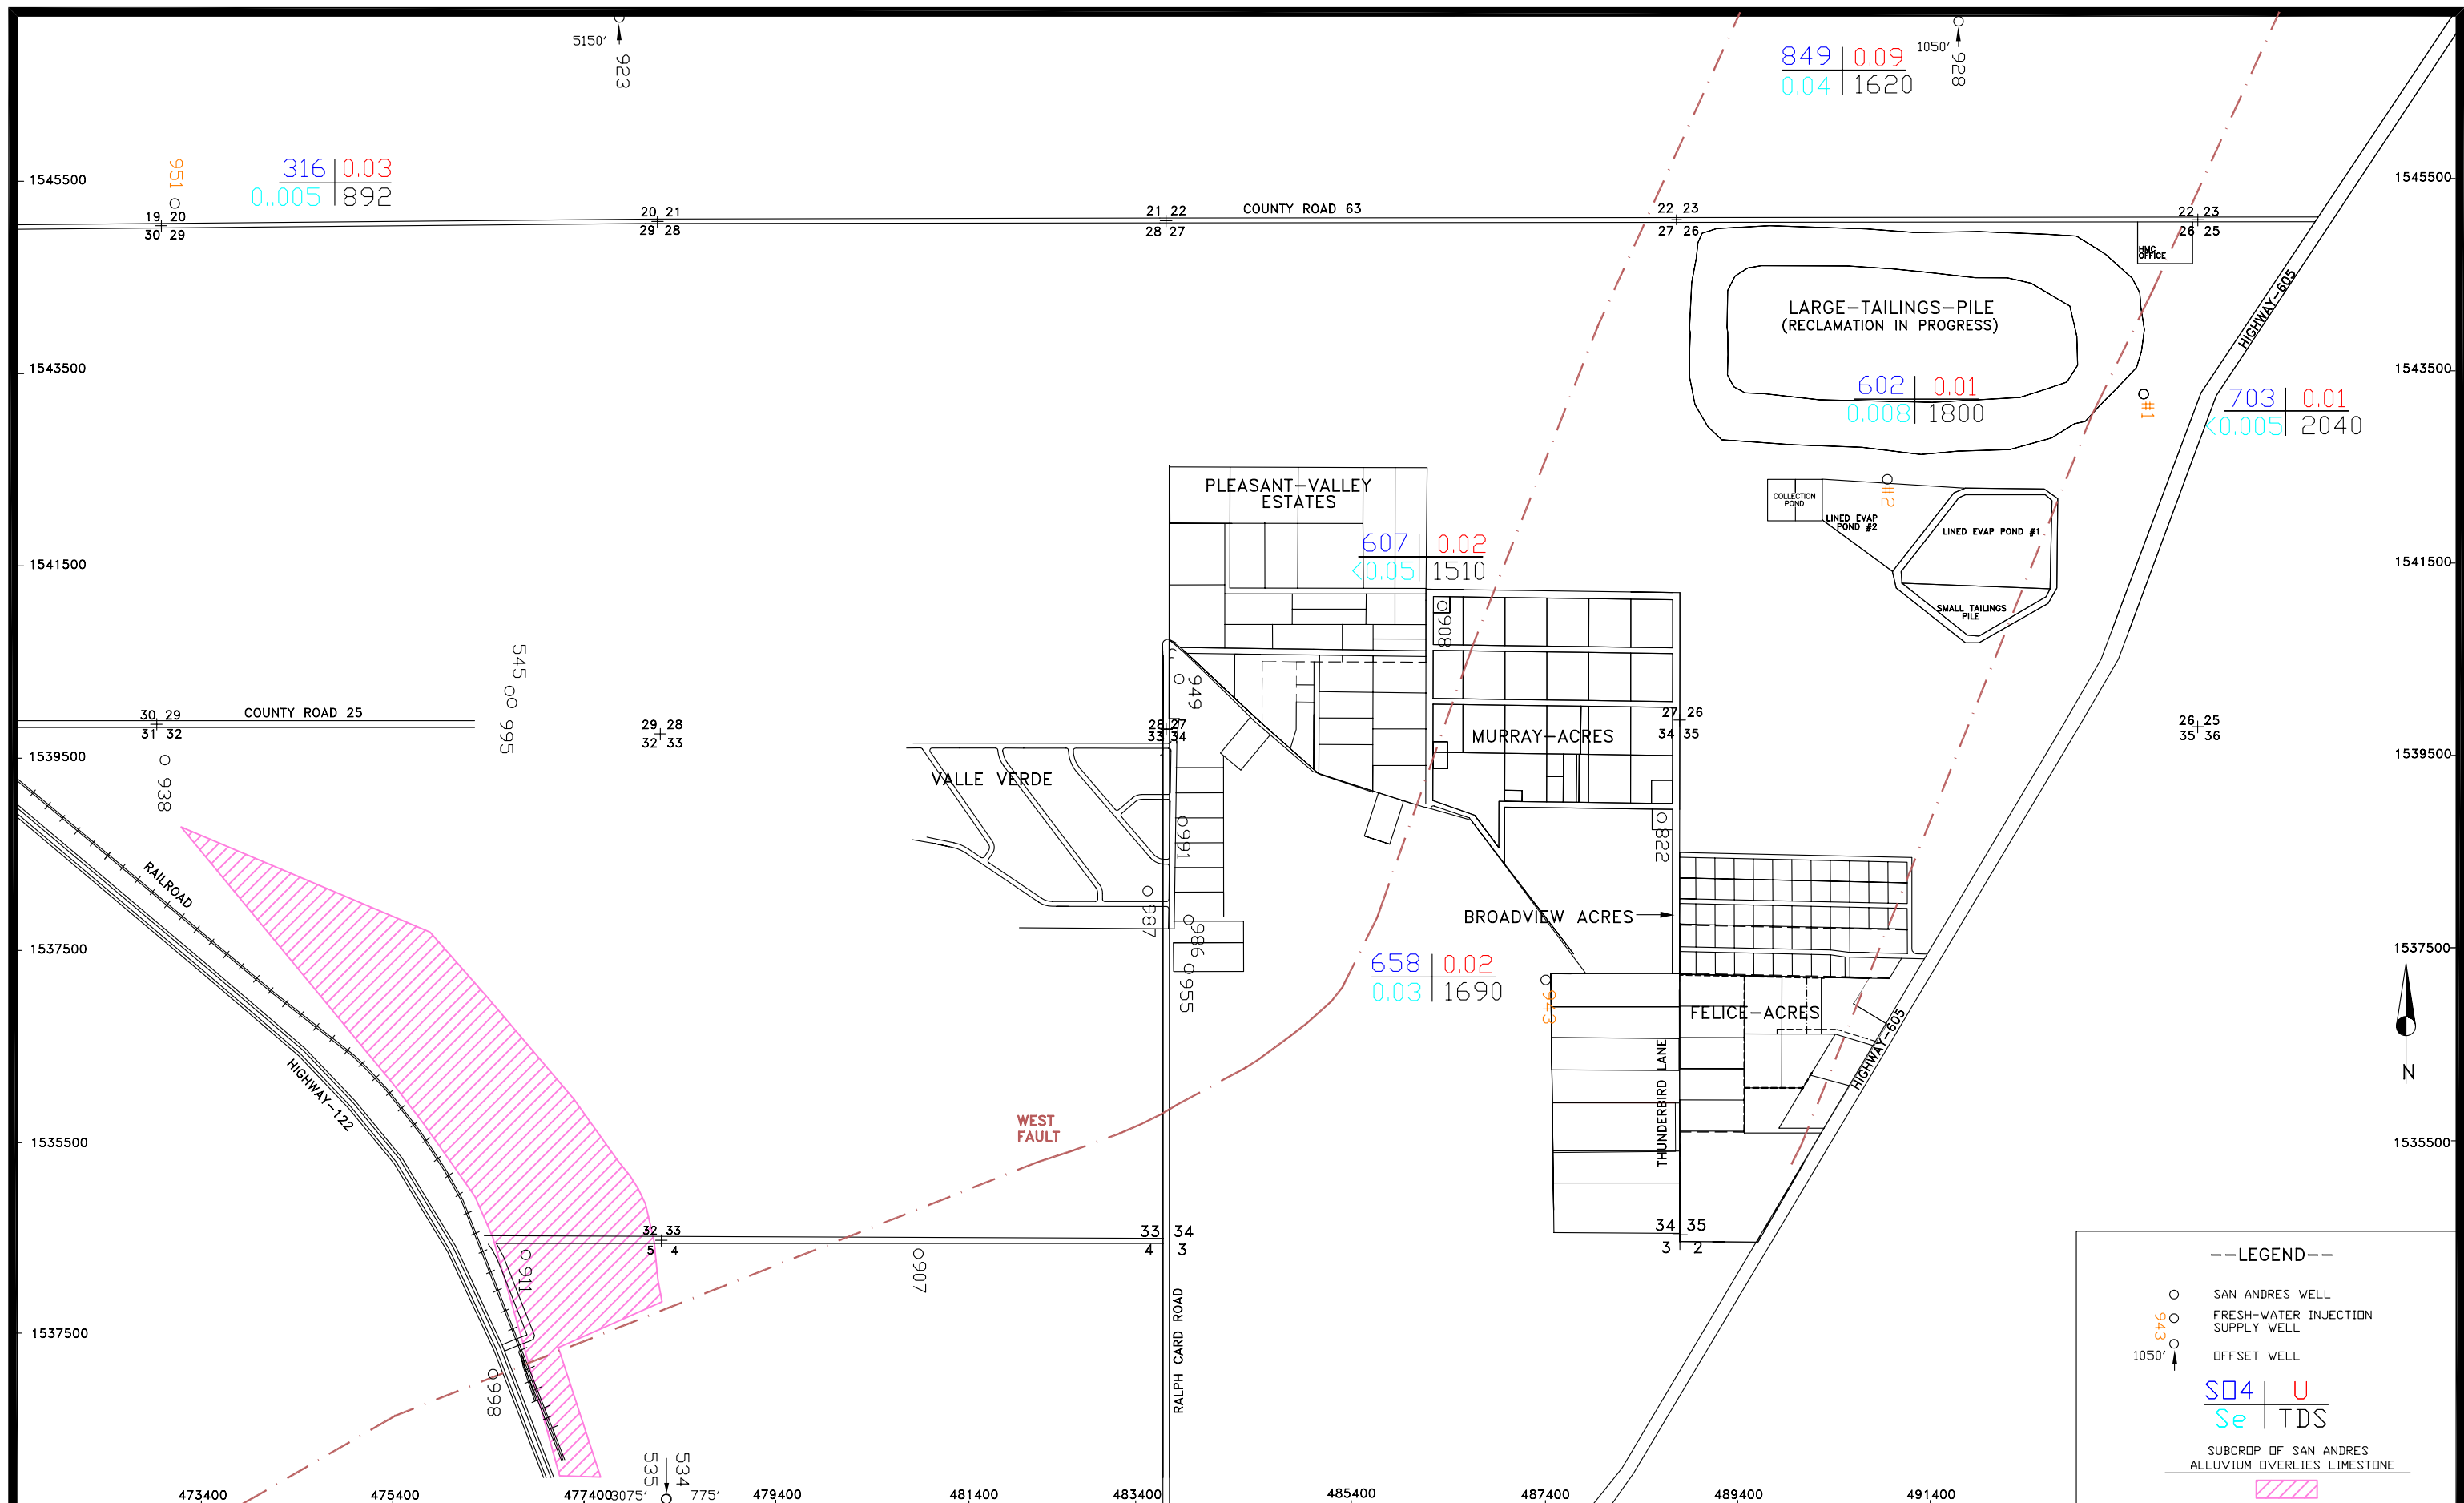 5150'
923
849 0.09
0.04 1620
1050'
928
951
316 0.03
0..005 892
1545500
1545500
19 20
30 29
20 21
29 28
21 22
28 27
COUNTY ROAD 63
22 23
27 26
22 23
26 25
HMC
OFFICE
HIGHWAY-605
LARGE-TAILINGS-PILE
(RECLAMATION IN PROGRESS)
1543500
1543500
602 0.01
0.008 1800
#1
703 0.01
<0.005 2040
PLEASANT-VALLEY
ESTATES
#2
COLLECTION
POND
LINED EVAP
POND #2
LINED EVAP POND #1
607 0.02
<0.05 1510
1541500
1541500
SMALL TAILINGS
PILE
908
545
995
949
30 29
31 32
COUNTY ROAD 25
29 28
32 33
28 27
33 34
27 26
34 35
26 25
35 36
MURRAY-ACRES
1539500
1539500
938
VALLE VERDE
991
822
RAILROAD
987
986
BROADVIEW ACRES
1537500
1537500
658 0.02
0.03 1690
955
943
FELICE-ACRES
HIGHWAY-605
THUNDERBIRD LANE
HIGHWAY-122
N
WEST
FAULT
1535500
1535500
32 33
5 4
33 34
4 3
34 35
3 2
911
907
RALPH CARD ROAD
1537500
998
--LEGEND--
SAN ANDRES WELL
943
FRESH-WATER INJECTION
SUPPLY WELL
1050'
OFFSET WELL
SO4 U
Se TDS
SUBCROP OF SAN ANDRES
ALLUVIUM OVERLIES LIMESTONE
535
534
3075'
775'
473400
475400
477400
479400
481400
483400
485400
487400
489400
491400